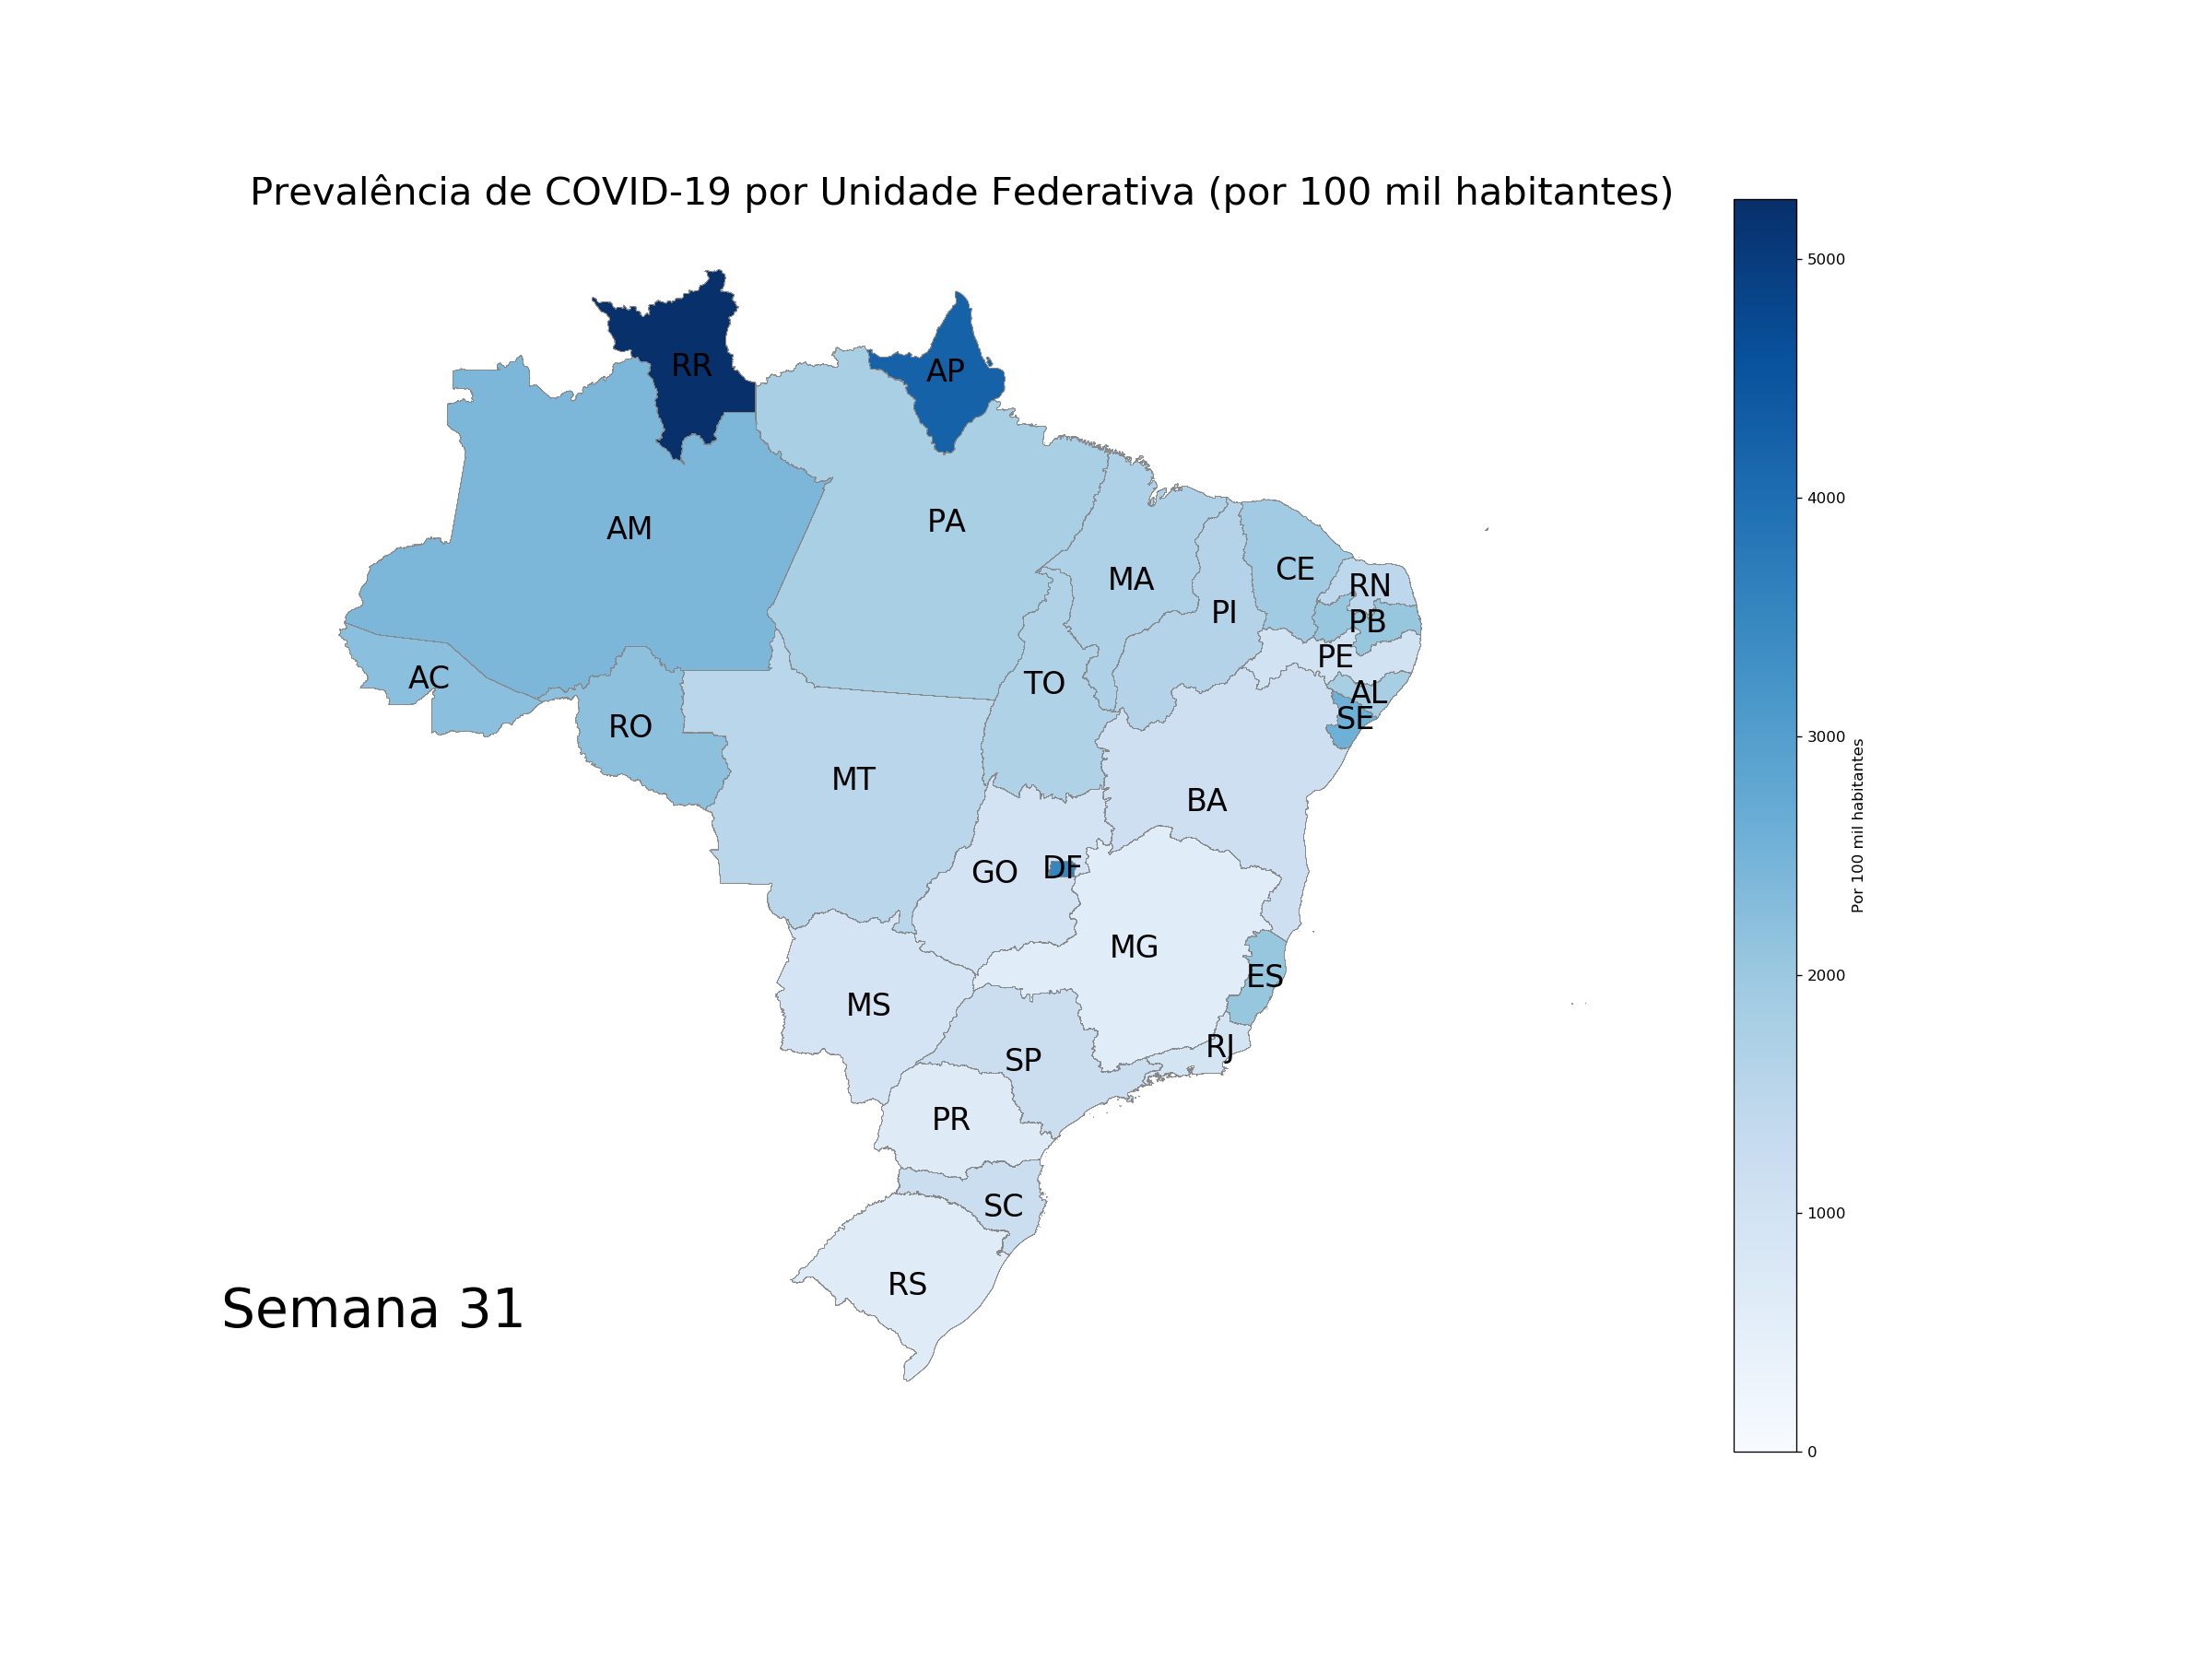 Prevalência de COVID-19 por Unidade Federativa (por 100 mil habitantes)
RR
AP
AM
PA
MA
CE
RN
PI
PB
PE
AC
TO
AL
RO
SE
MT
BA
GO
DF
MG
ES
MS
RJ
SP
PR
SC
RS
Semana 31
5000
4000
3000
2000
1000
0
Por 100 mil habitantes